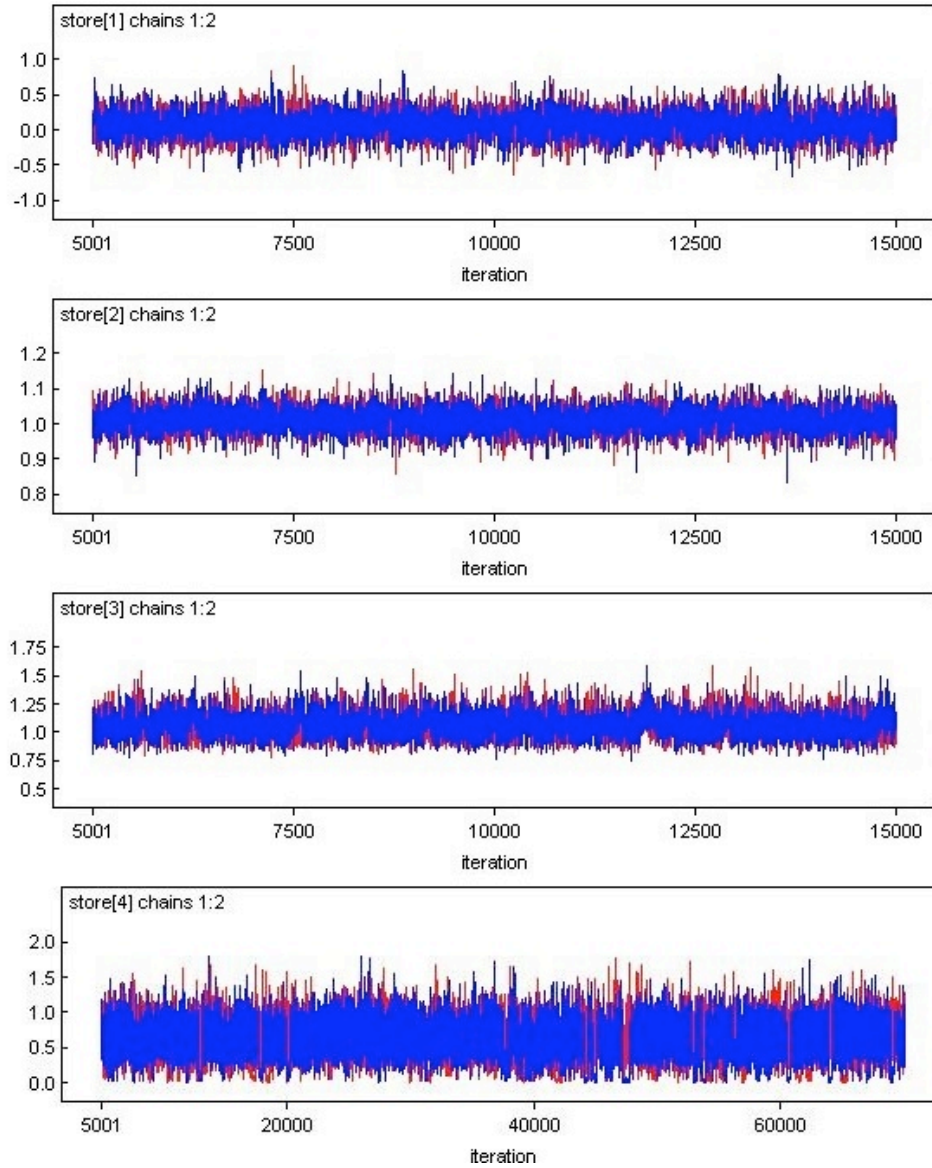 store[1] chains 1:2
1.0
0.5
0.0
-0.5
-1.0
5001 7500 10000 12500 15000
iteration
store[2] chains 1:2
1.2
1.1
1.0
0.9
0.8
5001 7500 10000 12500 15000
iteration
store[3] chains 1:2
1.75
1.5
1.25
1.0
0.75
0.5
5001 7500 10000 12500 15000
iteration
store[4] chains 1:2
2.0
1.5
1.0
0.5
0.0
5001 20000 40000 60000
iteration